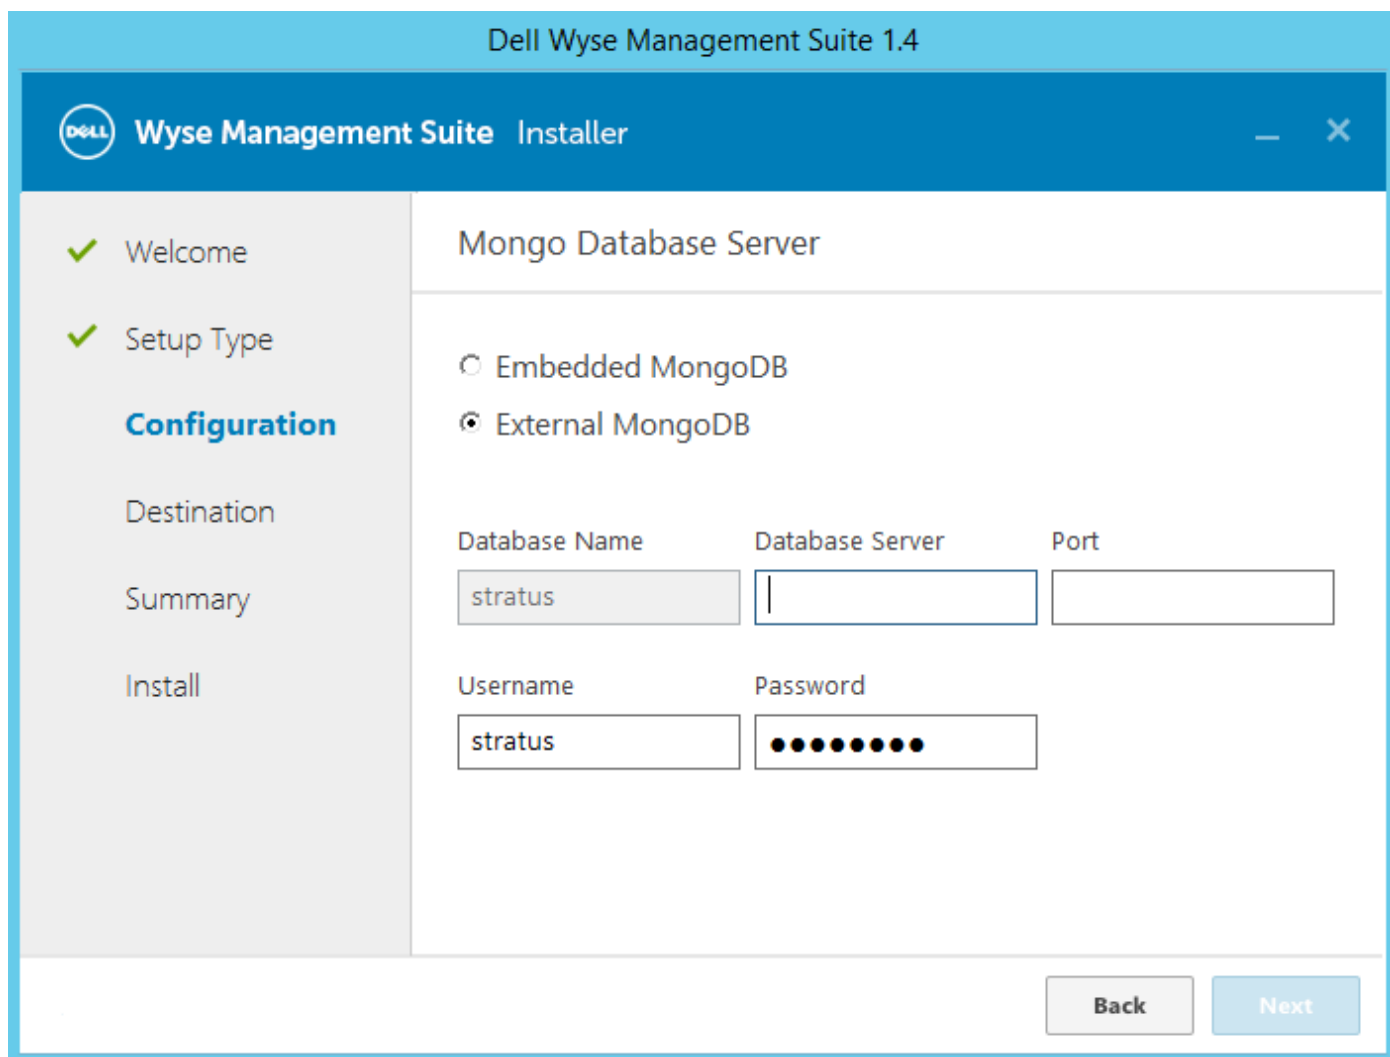 Dell Wyse Management Suite 1.4
DELL Wyse Management Suite Installer
Welcome
Setup Type
Configuration
Destination
Summary
Install
Mongo Database Server
Embedded MongoDB
External MongoDB
Database Name Database Server Port
stratus
Username Password
stratus ●●●●●●●●
Back Next